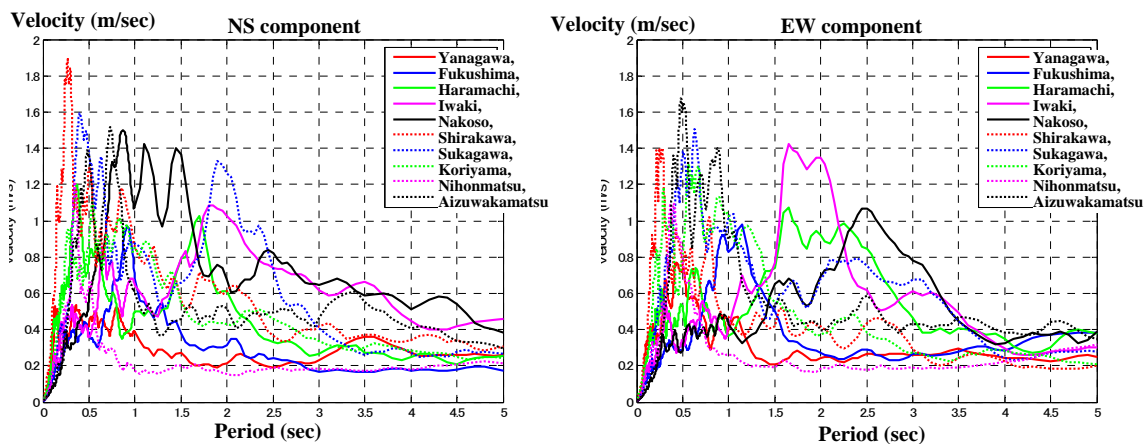 Velocity (m/sec)
NS component
2
1.8
1.6
1.4
1.2
1
0.8
0.6
0.4
0.2
0
Velocity (m/s)
0
0.5
1
1.5
2
2.5
3
3.5
4
4.5
5
Period (sec)
Yanagawa,
Fukushima,
Haramachi,
Iwaki,
Nakoso,
Shirakawa,
Sukagawa,
Koriyama,
Nihonmatsu,
Aizuwakamatsu
Velocity (m/sec)
EW component
2
1.8
1.6
1.4
1.2
1
0.8
0.6
0.4
0.2
0
Velocity (m/s)
0
0.5
1
1.5
2
2.5
3
3.5
4
4.5
5
Period (sec)
Yanagawa,
Fukushima,
Haramachi,
Iwaki,
Nakoso,
Shirakawa,
Sukagawa,
Koriyama,
Nihonmatsu,
Aizuwakamatsu